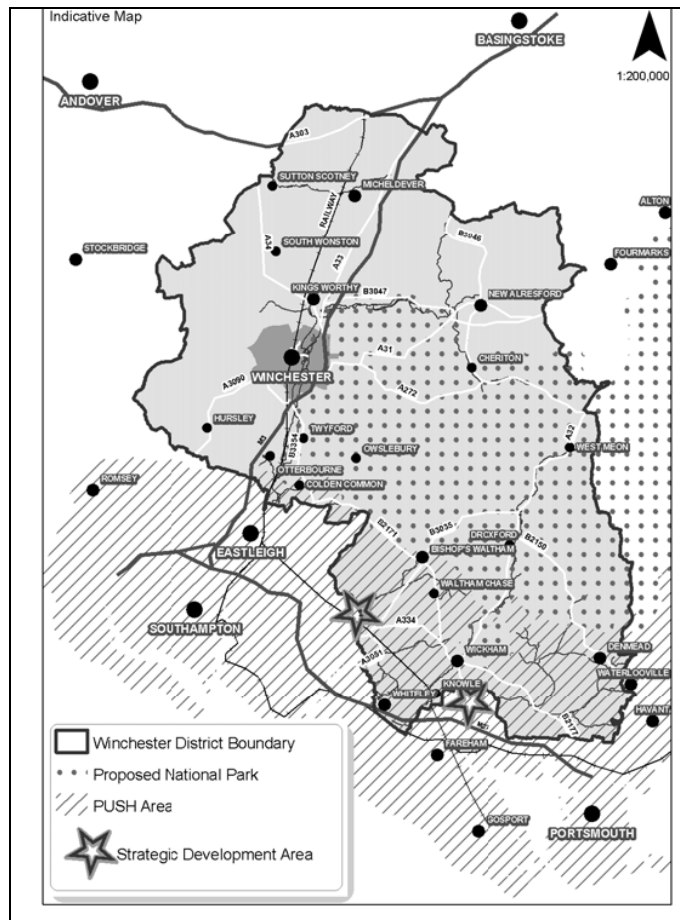 Indicative Map
BASINGSTOKE
1:200,000
ANDOVER
A303
SUTTON SCOTNEY
MICHELDEVER
RAILWAY
ALTON
STOCKBRIDGE
A34
SOUTH WONSTON
A33
B3046
FOURMARKS
KINGS WORTHY
B3047
NEW ALRESFORD
A31
WINCHESTER
CHERITON
A3090
A272
HURSLEY
TWYFORD
A32
M3
B3354
OWSLEBURY
WEST MEON
OTTERBOURNE
ROMSEY
COLDEN COMMON
EASTLEIGH
B2171
B3035
DROXFORD
B2150
BISHOP'S WALTHAM
WALTHAM CHASE
SOUTHAMPTON
A334
A3051
WICKHAM
DENMEAD
WATERLOOVILLE
KNOWLE
WHITELEY
HAVANT
M27
B2177
FAREHAM
GOSPORT
PORTSMOUTH
Winchester District Boundary
Proposed National Park
PUSH Area
Strategic Development Area